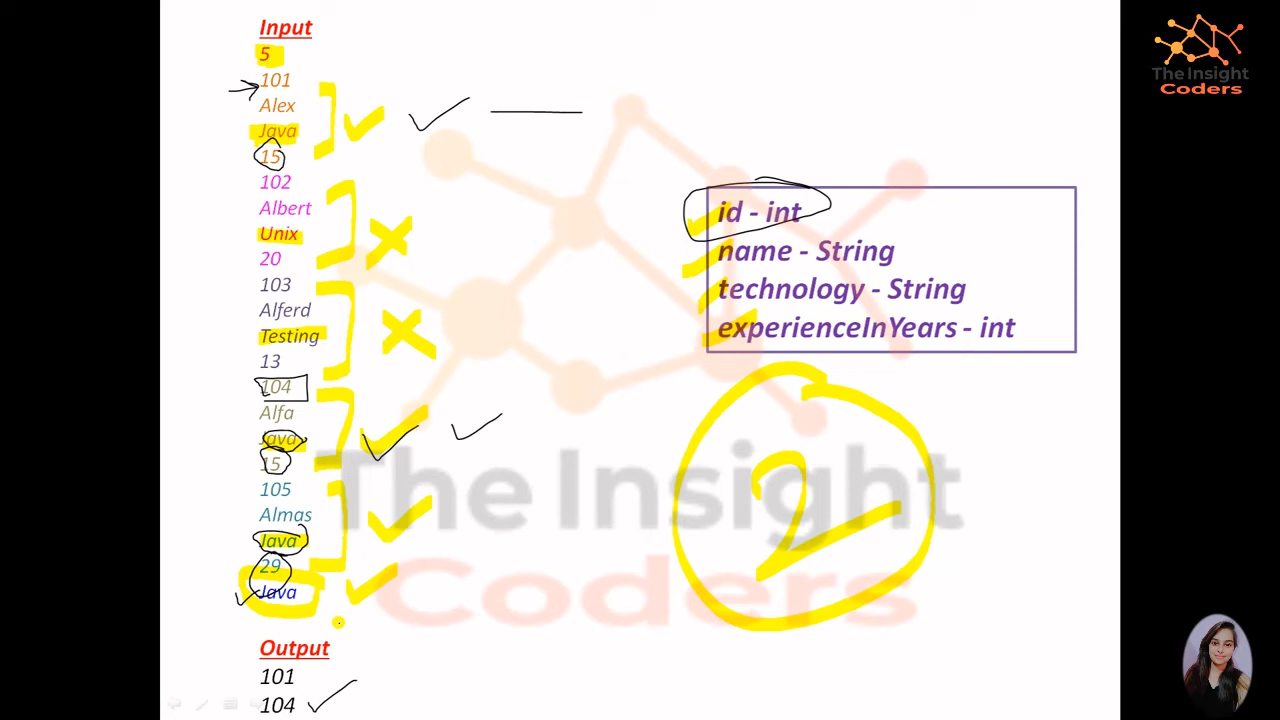 Input
5
101
Alex
Java
15
102
Albert
Unix
20
103
Alferd
Testing
13
104
Alfa
Java
15
105
Almas
Java
29
Java
Output
101
104
id - int
name - String
technology - String
experienceInYears - int
2
The Insight
Coders
The Insight
Coders